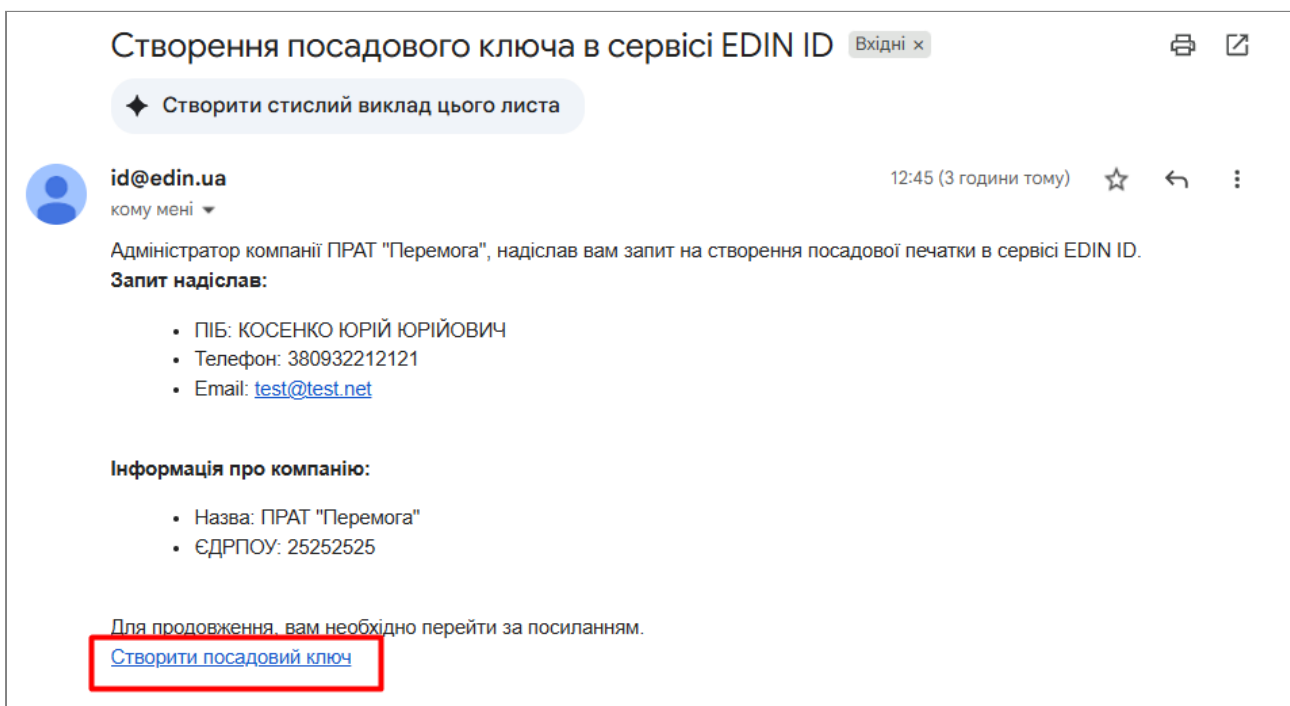 Створення посадового ключа в сервісі EDIN ID Вхідні ×
Створити стислий виклад цього листа
id@edin.ua 12:45 (3 години тому)
кому мені
Адміністратор компанії ПРАТ "Перемога", надіслав вам запит на створення посадової печатки в сервісі EDIN ID.
Запит надіслав:
• ПІБ: КОСЕНКО ЮРІЙ ЮРІЙОВИЧ
• Телефон: 380932212121
• Email: test@test.net
Інформація про компанію:
• Назва: ПРАТ "Перемога"
• ЄДРПОУ: 25252525
Для продовження, вам необхідно перейти за посиланням.
Створити посадовий ключ